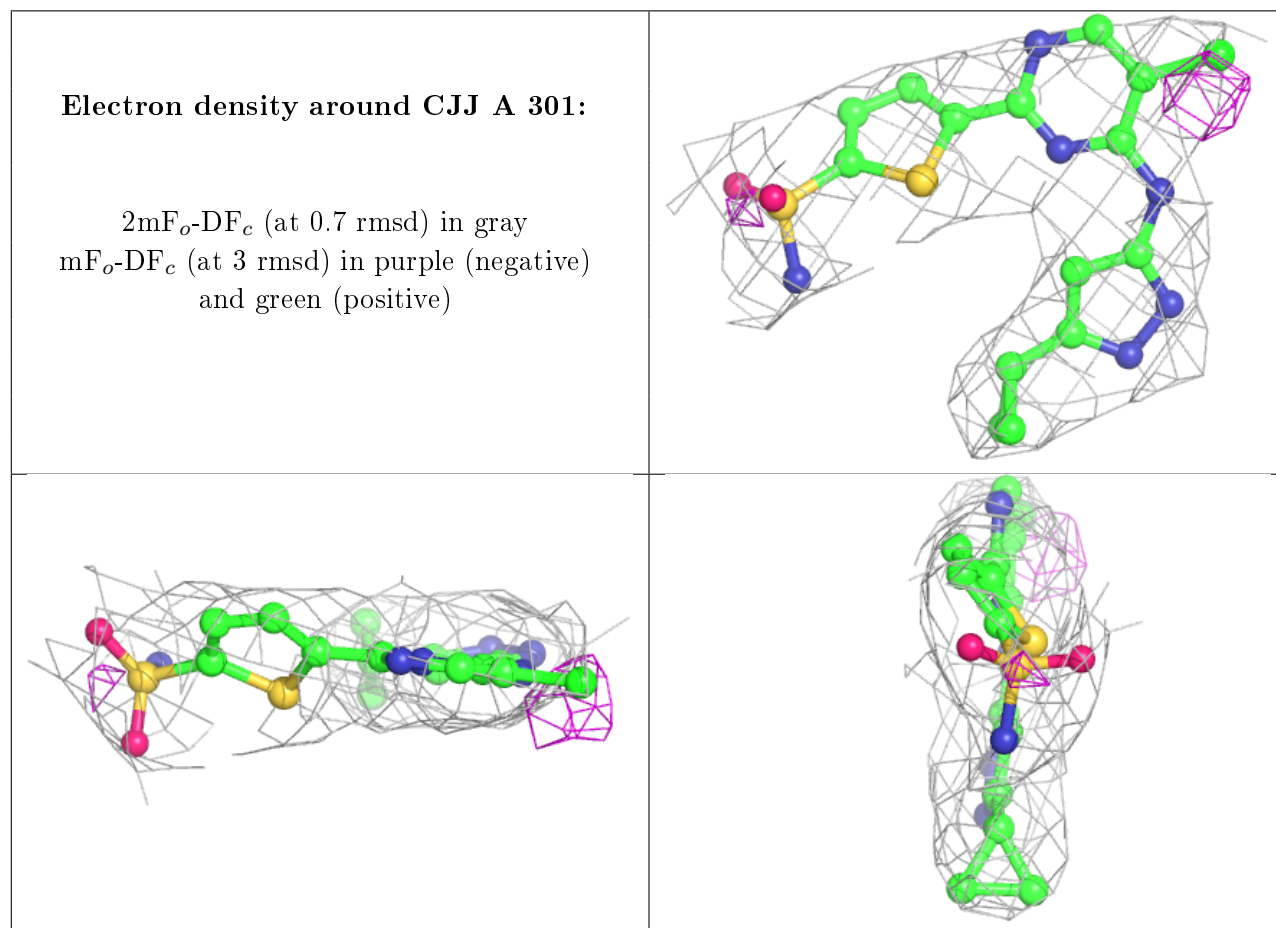 Electron density around CJJ A 301:
2mFo-DFc (at 0.7 rmsd) in gray
mFo-DFc (at 3 rmsd) in purple (negative)
and green (positive)